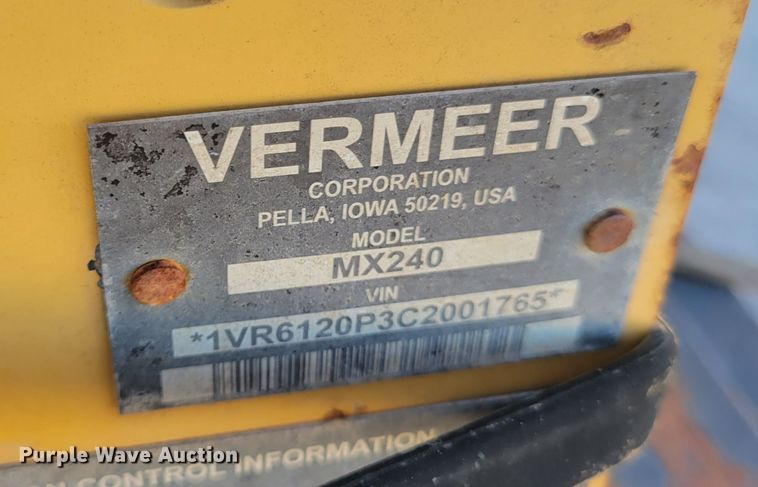 VERMEER
CORPORATION
PELLA, IOWA 50219, USA
MODEL
MX240
VIN
*1VR6120P3C2001765*
CONTROL INFORMATION
Purple Wave Auction